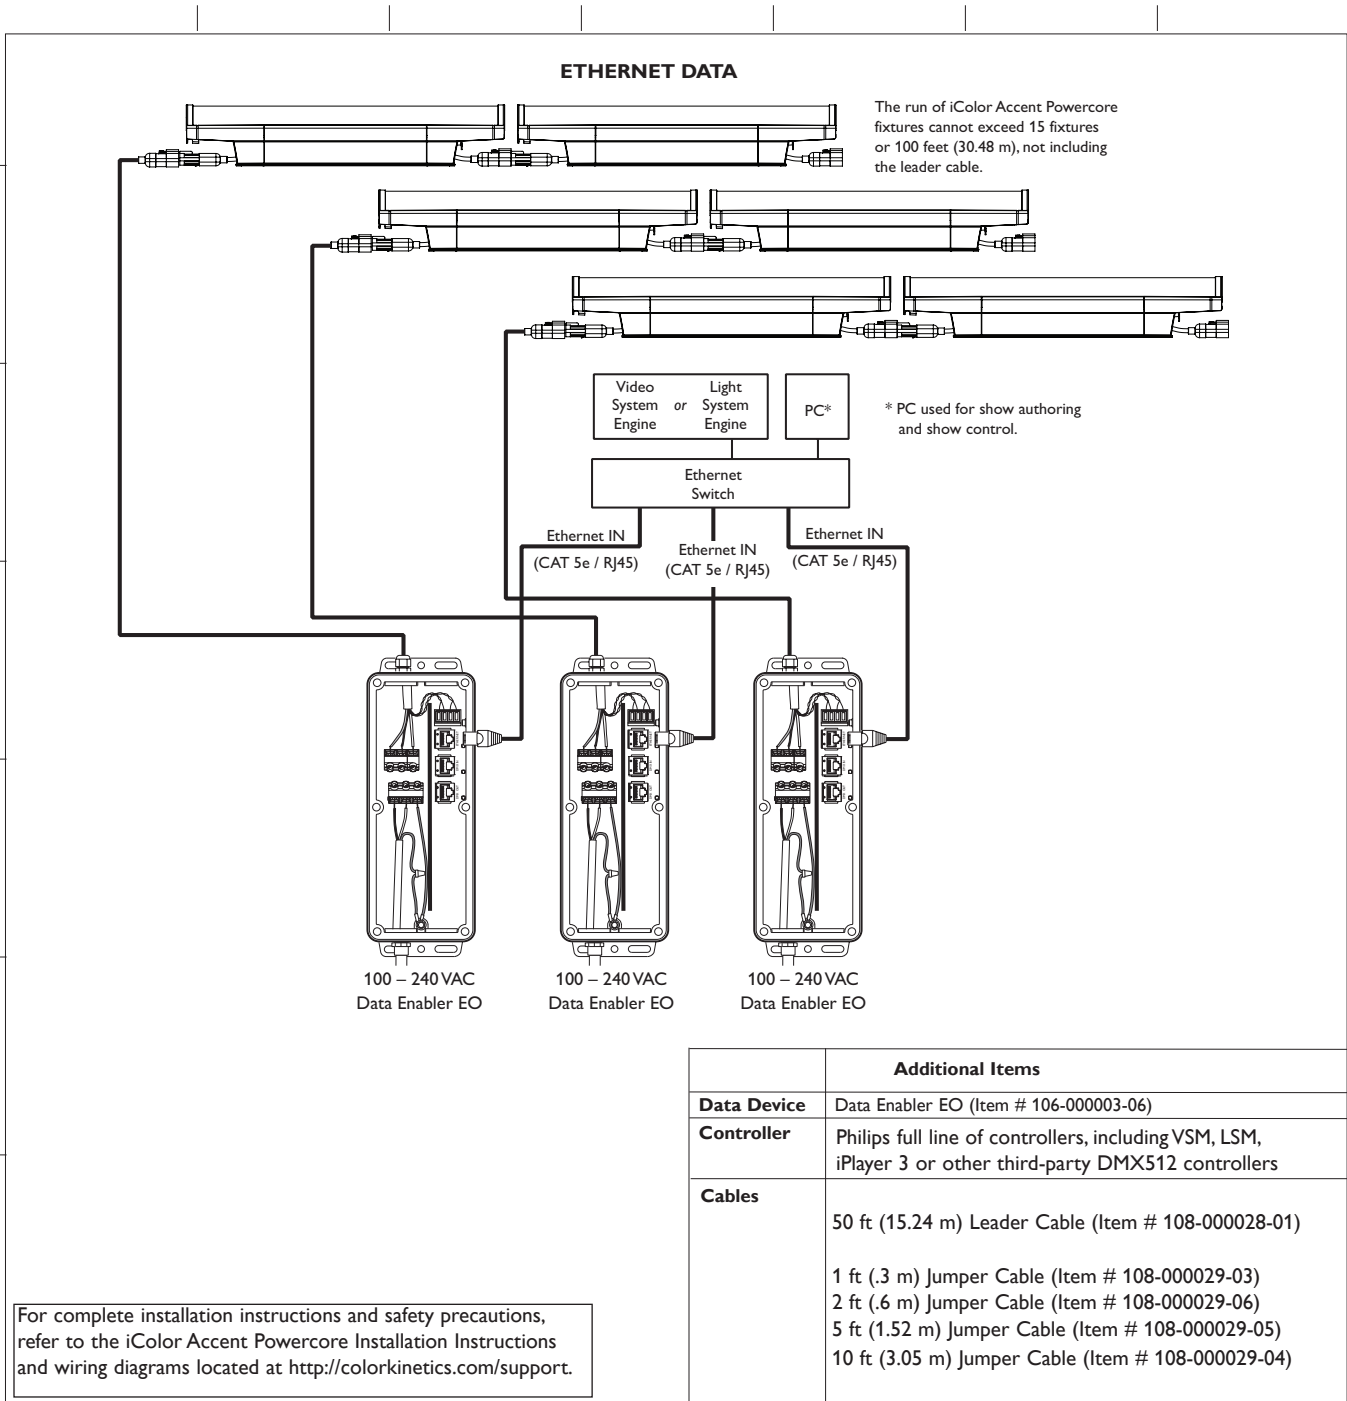 ETHERNET DATA
The run of iColor Accent Powercore
fixtures cannot exceed 15 fixtures
or 100 feet (30.48 m), not including
the leader cable.
Video
System
Engine
or
Light
System
Engine
PC*
* PC used for show authoring
and show control.
Ethernet
Switch
Ethernet IN
(CAT 5e / RJ45)
Ethernet IN
(CAT 5e / RJ45)
Ethernet IN
(CAT 5e / RJ45)
100 – 240 VAC
Data Enabler EO
100 – 240 VAC
Data Enabler EO
100 – 240 VAC
Data Enabler EO
Additional Items
Data Device
Data Enabler EO (Item # 106-000003-06)
Controller
Philips full line of controllers, including VSM, LSM,
iPlayer 3 or other third-party DMX512 controllers
Cables
50 ft (15.24 m) Leader Cable (Item # 108-000028-01)
1 ft (.3 m) Jumper Cable (Item # 108-000029-03)
2 ft (.6 m) Jumper Cable (Item # 108-000029-06)
5 ft (1.52 m) Jumper Cable (Item # 108-000029-05)
10 ft (3.05 m) Jumper Cable (Item # 108-000029-04)
For complete installation instructions and safety precautions,
refer to the iColor Accent Powercore Installation Instructions
and wiring diagrams located at http://colorkinetics.com/support.